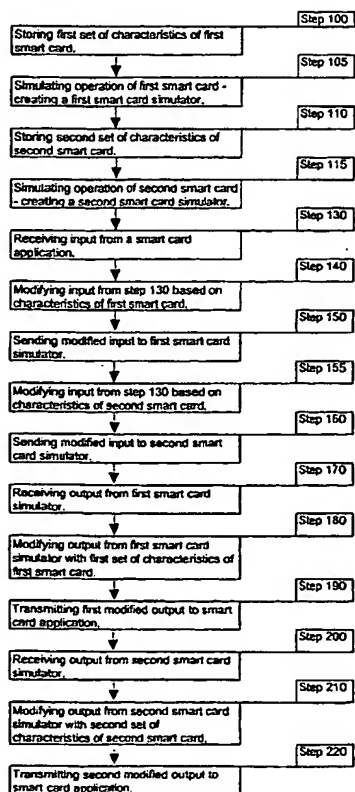 Step 100
Storing first set of characteristics of first
smart card.
Step 105
Simulating operation of first smart card -
creating a first smart card simulator.
Step 110
Storing second set of characteristics of
second smart card.
Step 115
Simulating operation of second smart card
- creating a second smart card simulator.
Step 130
Receiving input from a smart card
application.
Step 140
Modifying input from step 130 based on
characteristics of first smart card.
Step 150
Sending modified input to first smart card
simulator.
Step 155
Modifying input from step 130 based on
characteristics of second smart card.
Step 160
Sending modified input to second smart
card simulator.
Step 170
Receiving output from first smart card
simulator.
Step 180
Modifying output from first smart card
simulator with first set of characteristics of
first smart card.
Step 190
Transmitting first modified output to smart
card application.
Step 200
Receiving output from second smart card
simulator.
Step 210
Modifying output from second smart card
simulator with second set of
characteristics of second smart card.
Step 220
Transmitting second modified output to
smart card application.